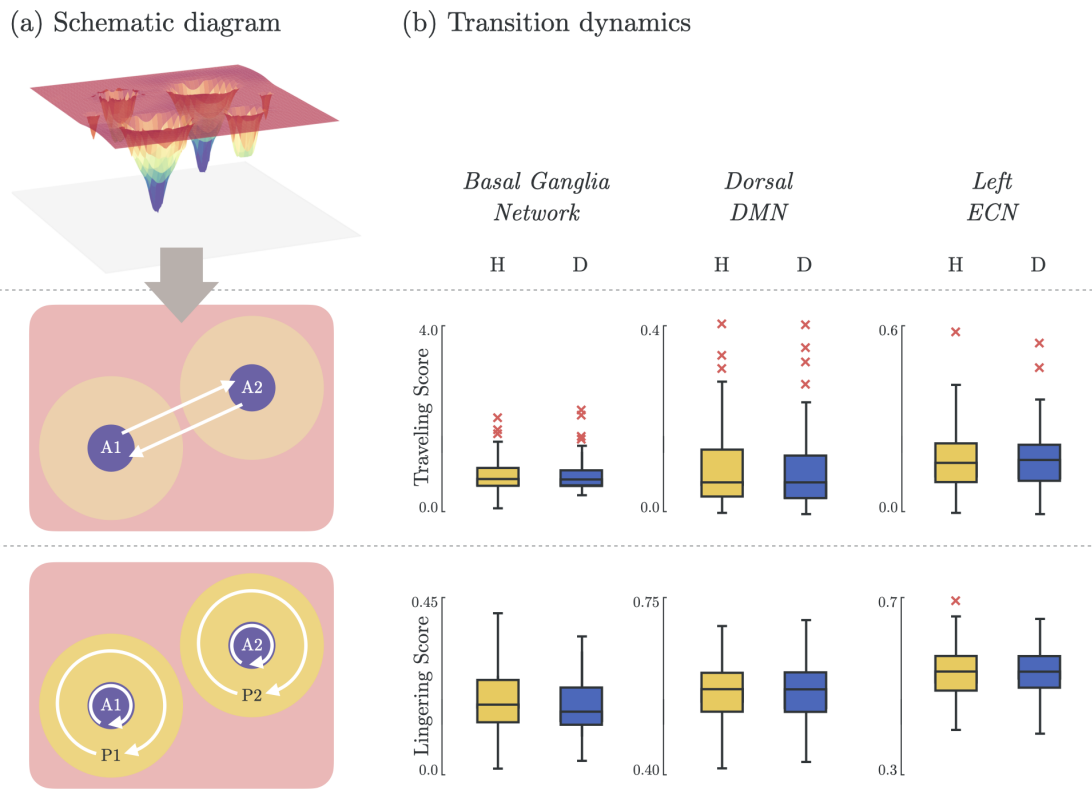 (a) Schematic diagram
(b) Transition dynamics
Basal Ganglia
Network
Dorsal
DMN
Left
ECN
H
D
H
D
H
D
A1
A2
Traveling Score
4.0
0.0
0.4
0.0
0.6
0.0
A1
P1
A2
P2
Lingering Score
0.45
0.0
0.75
0.40
0.7
0.3